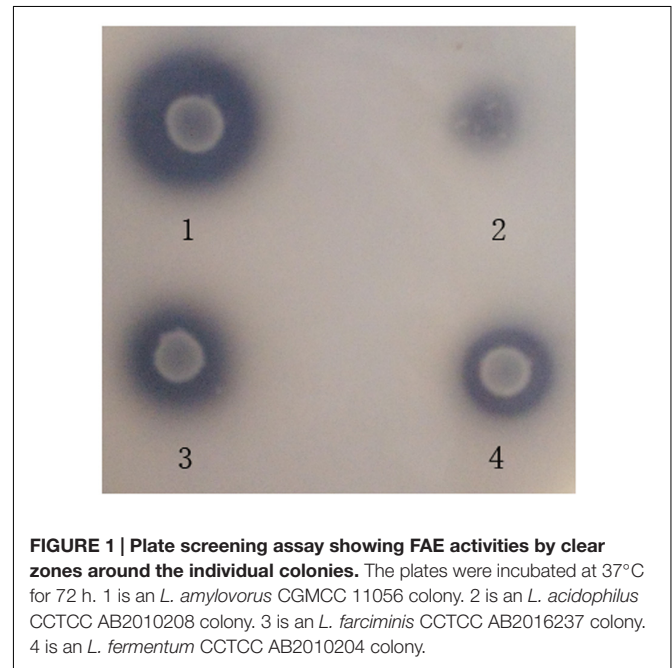 1
2
3
4
FIGURE 1 | Plate screening assay showing FAE activities by clear
zones around the individual colonies. The plates were incubated at 37°C
for 72 h. 1 is an L. amylovorus CGMCC 11056 colony. 2 is an L. acidophilus
CCTCC AB2010208 colony. 3 is an L. farciminis CCTCC AB2016237 colony.
4 is an L. fermentum CCTCC AB2010204 colony.